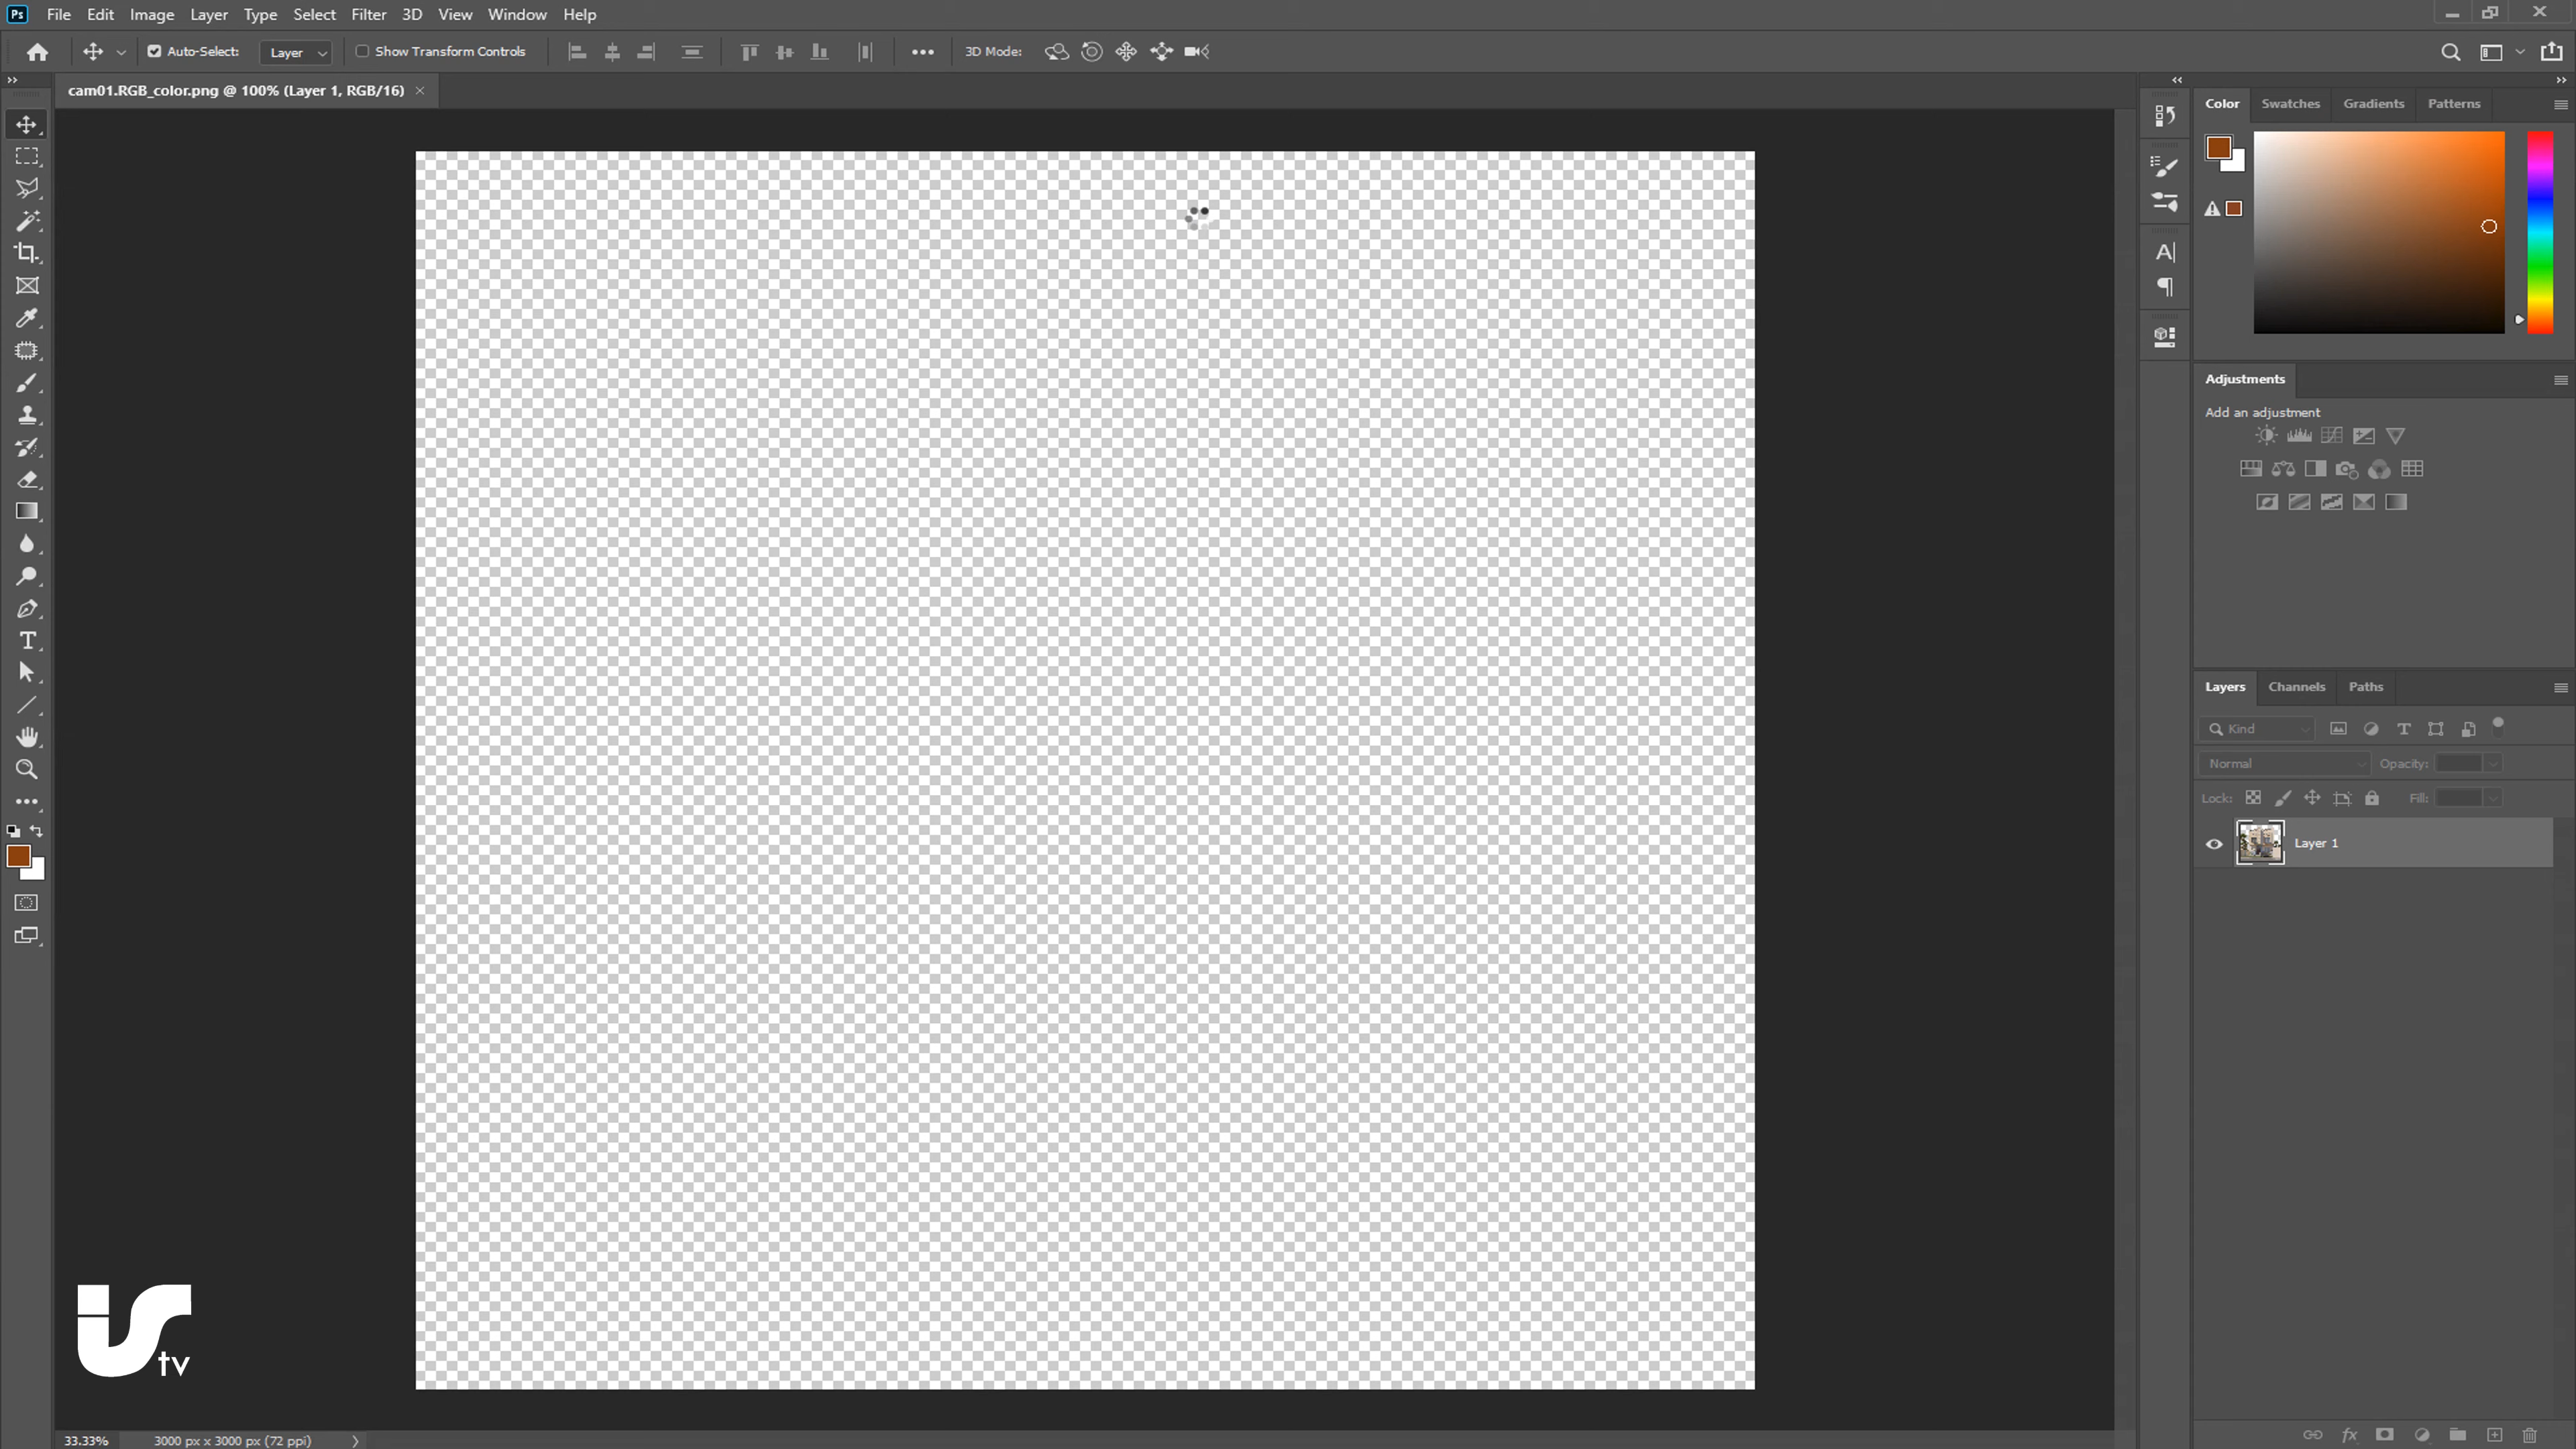 Ps File Edit Image Layer Type Select Filter 3D View Window Help
Auto-Select: Layer Show Transform Controls 3D Mode:
cam01.RGB_color.png @ 100% (Layer 1, RGB/16)
Color Swatches Gradients Patterns
Adjustments
Add an adjustment
Layers Channels Paths
Kind
Normal Opacity:
Lock: Fill:
Layer 1
tv
33.33% 3000 px x 3000 px (72 ppi)